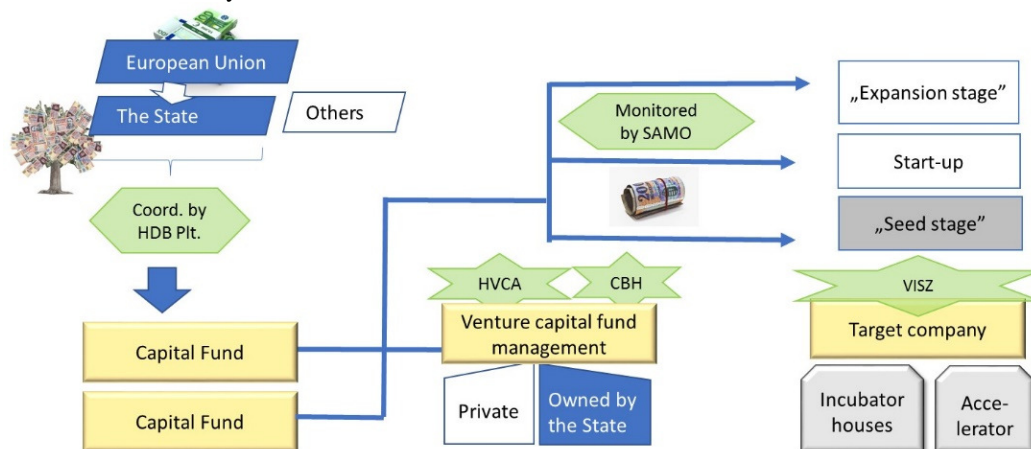 European Union
The State
Others
Coord. by
HDB Plt.
Capital Fund
Capital Fund
Monitored
by SAMO
HVCA
CBH
Venture capital fund
management
Private
Owned by
the State
„Expansion stage”
Start-up
„Seed stage”
VISZ
Target company
Incubator
houses
Acce-
lerator